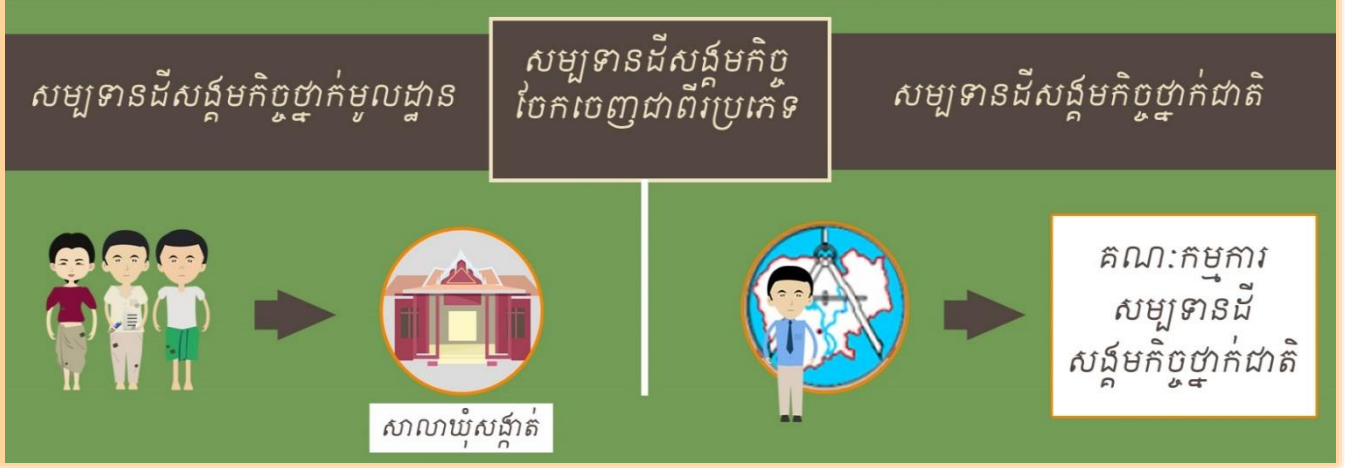 សម្បទានដីសង្គមកិច្ចថ្នាក់មូលដ្ឋាន
សម្បទានដីសង្គមកិច្ច
ចែកចេញជាពីរប្រភេទ
សម្បទានដីសង្គមកិច្ចថ្នាក់ជាតិ
សាលាឃុំសង្កាត់
គណៈកម្មការ
សម្បទានដី
សង្គមកិច្ចថ្នាក់ជាតិ